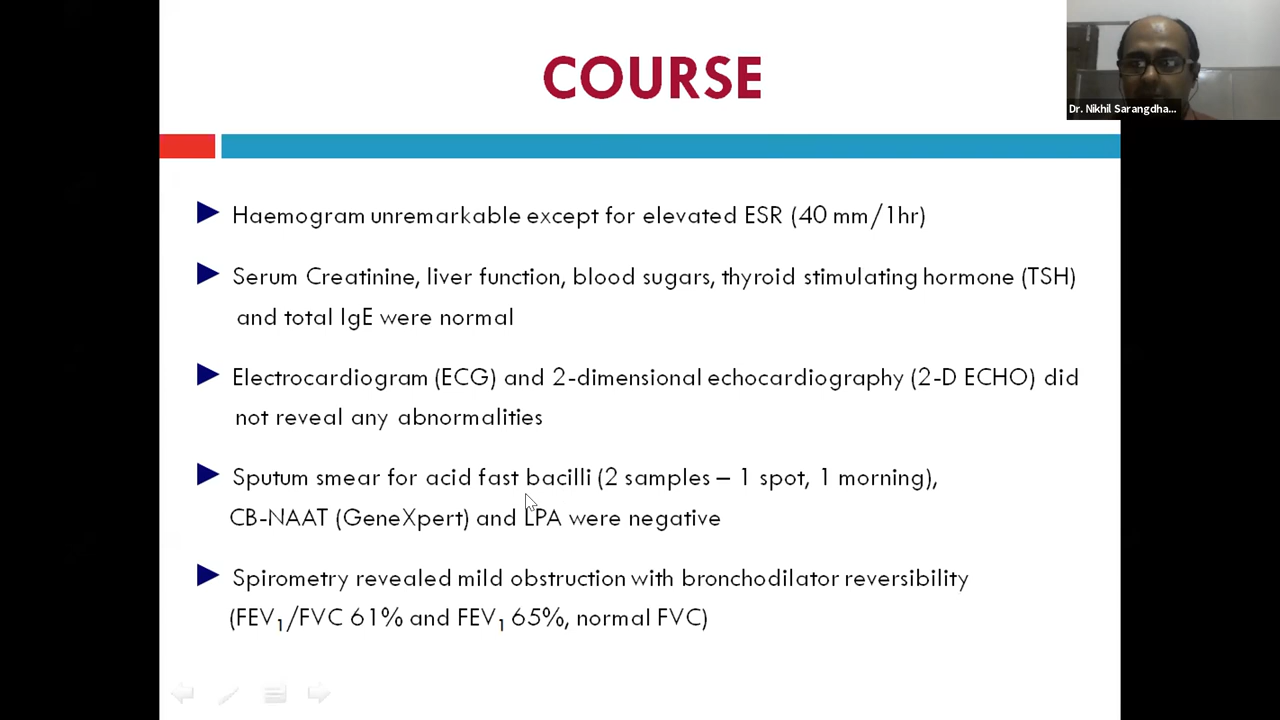 COURSE
Dr. Nikhil Sarangdha...
Haemogram unremarkable except for elevated ESR (40 mm/1hr)
Serum Creatinine, liver function, blood sugars, thyroid stimulating hormone (TSH)
and total IgE were normal
Electrocardiogram (ECG) and 2-dimensional echocardiography (2-D ECHO) did
not reveal any abnormalities
Sputum smear for acid fast bacilli (2 samples – 1 spot, 1 morning),
CB-NAAT (GeneXpert) and LPA were negative
Spirometry revealed mild obstruction with bronchodilator reversibility
(FEV₁/FVC 61% and FEV₁ 65%, normal FVC)